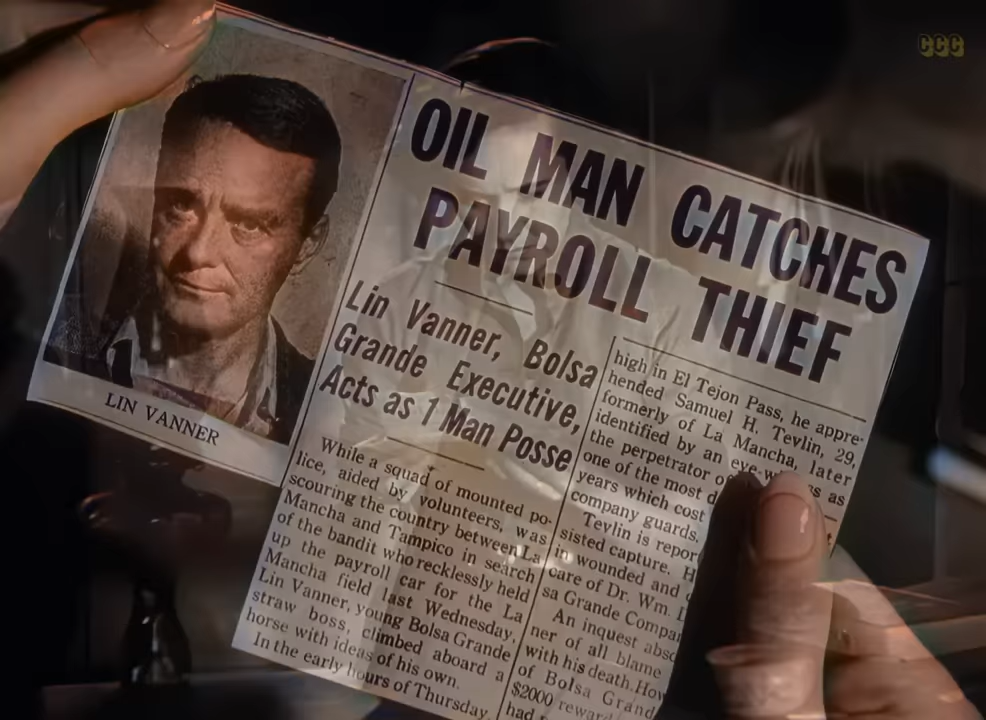 CCC
OIL MAN CATCHES
PAYROLL THIEF
Lin Vanner, Bolsa
Grande Executive,
Acts as 1 Man Posse
LIN VANNER
While a squad of mounted po-
lice, aided by volunteers, was
scouring the country between La
Mancha and Tampico in search
of the bandit who recklessly held
up the payroll car for the La
Mancha field last Wednesday,
Lin Vanner, young Bolsa Grande
straw boss, climbed aboard a
horse with ideas of his own.
In the early hours of Thursday
high in El Tejon Pass, he appre-
hended Samuel H. Tevlin, 29,
formerly of La Mancha, later
identified by an as
the perpetrator
one of the most
years which cost
company guards.
Tevlin is
sisted capture.
in wounded and
care of Dr. Wm.
sa Grande
An inquest
ner of all blame
with his death.
of Bolsa
$2000 reward
had